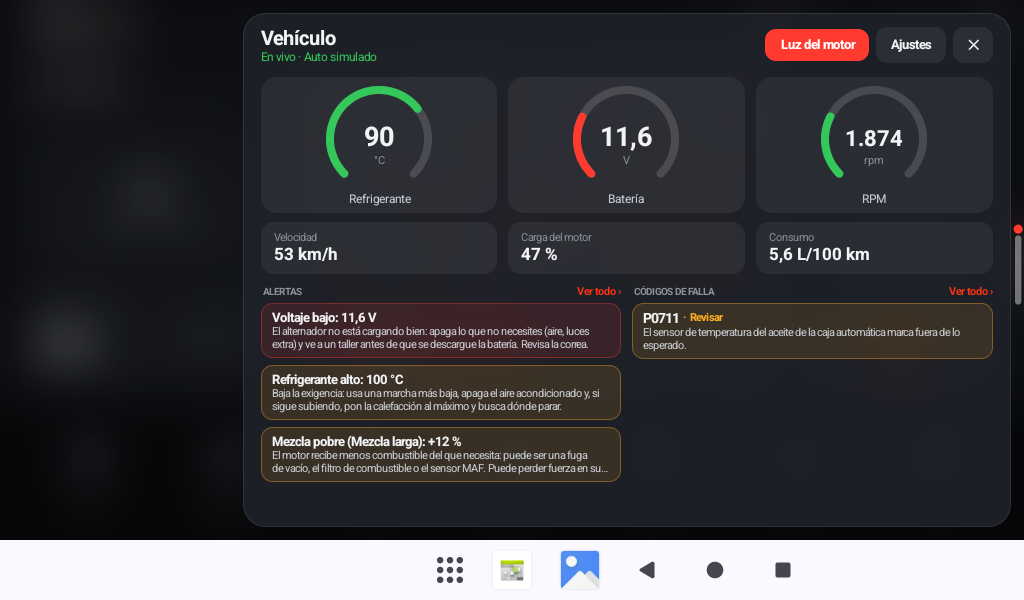 Vehículo
En vivo · Auto simulado
Luz del motor
Ajustes
90
°C
Refrigerante
11,6
V
Batería
1.874
rpm
RPM
Velocidad
53 km/h
Carga del motor
47 %
Consumo
5,6 L/100 km
ALERTAS
Ver todo ›
Voltaje bajo: 11,6 V
El alternador no está cargando bien: apaga lo que no necesites (aire, luces
extra) y ve a un taller antes de que se descargue la batería. Revisa la correa.
Refrigerante alto: 100 °C
Baja la exigencia: usa una marcha más baja, apaga el aire acondicionado y, si
sigue subiendo, pon la calefacción al máximo y busca dónde parar.
Mezcla pobre (Mezcla larga): +12 %
El motor recibe menos combustible del que necesita: puede ser una fuga
de vacío, el filtro de combustible o el sensor MAF. Puede perder fuerza en su...
CÓDIGOS DE FALLA
Ver todo ›
P0711 · Revisar
El sensor de temperatura del aceite de la caja automática marca fuera de lo
esperado.